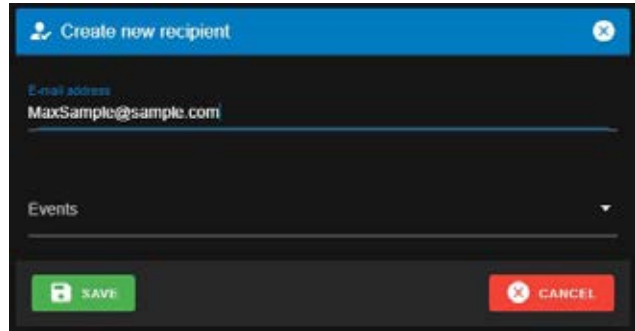 Create new recipient
E-mail address
MaxSample@sample.com
Events
SAVE
CANCEL